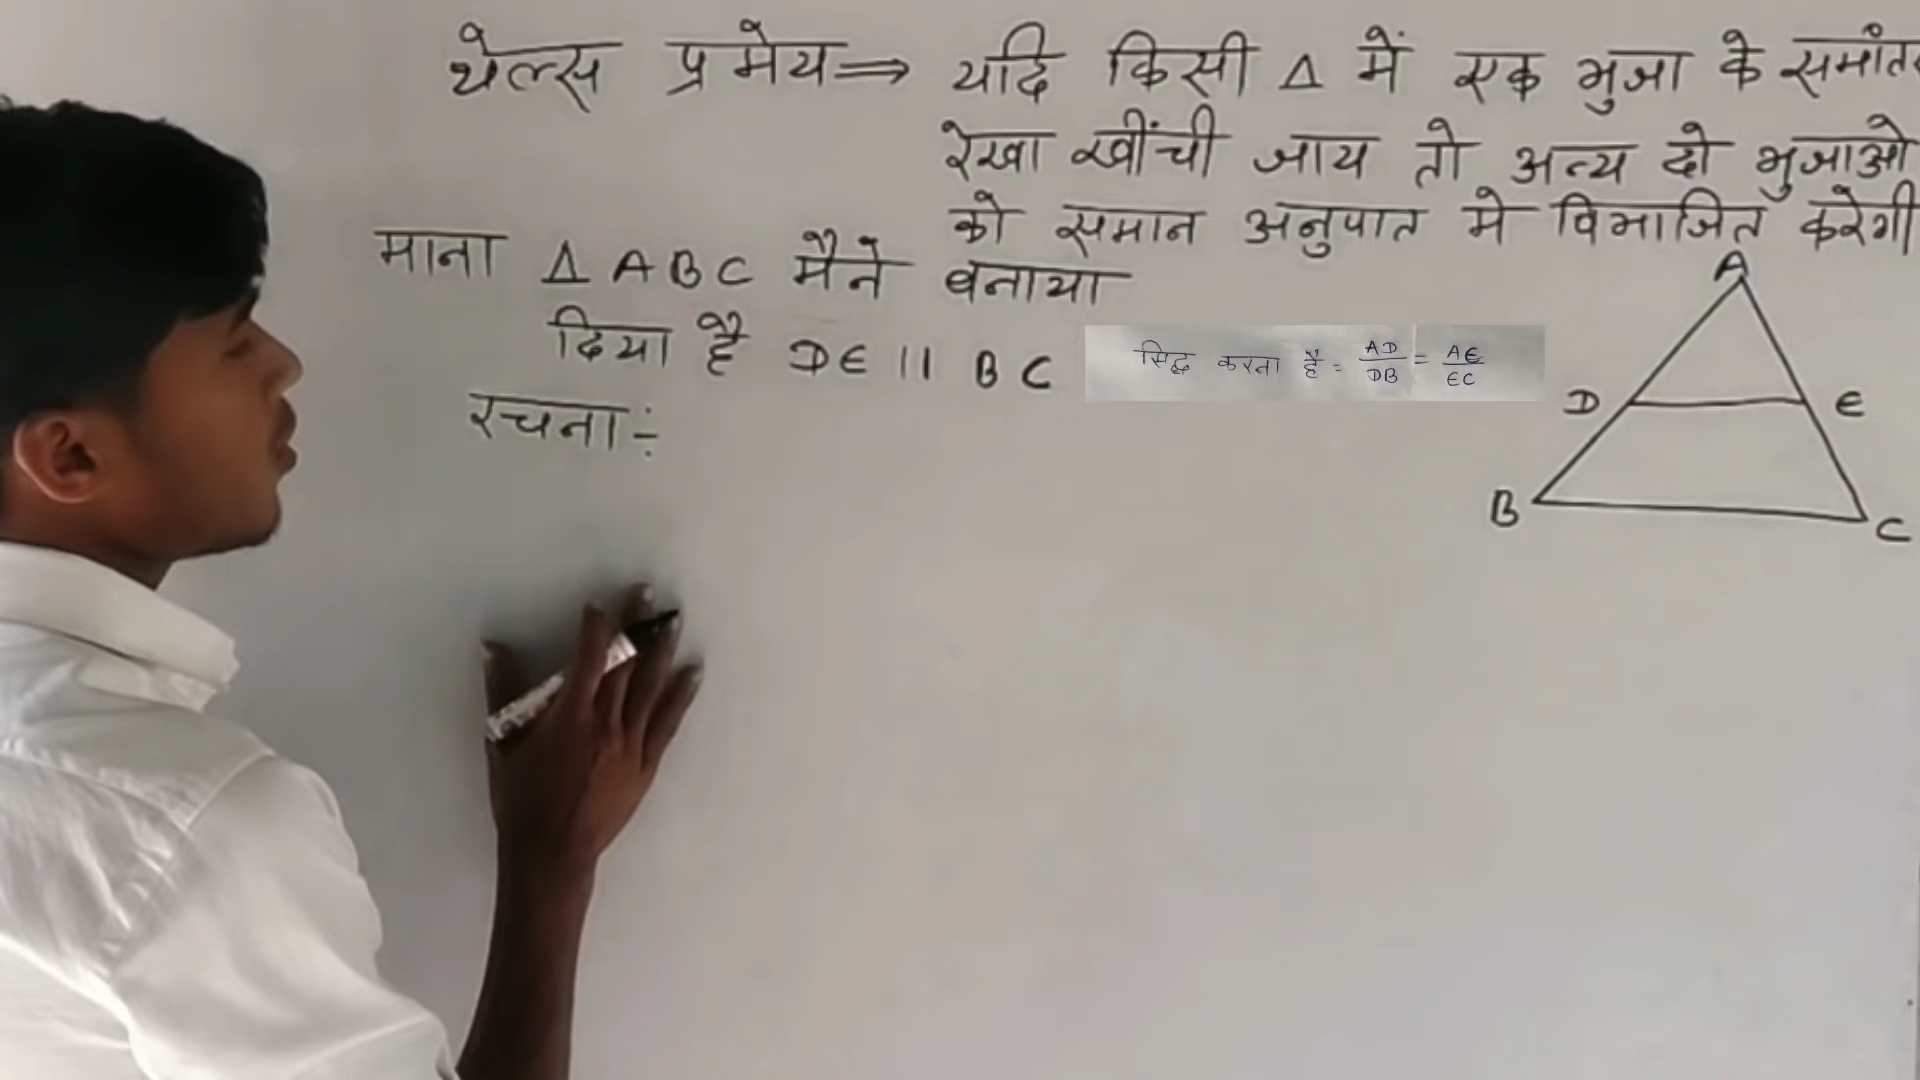 थेल्स प्रमेय ⇒ यदि किसी Δ में एक भुजा के समांतर
रेखा खींची जाय तो अन्य दो भुजाओ
को समान अनुपात मे विभाजित करेगी
माना Δ ABC मैने बनाया
दिया है DE || BC
सिद्ध करना है = AD/DB = AE/EC
रचना :-
A
D E
B C